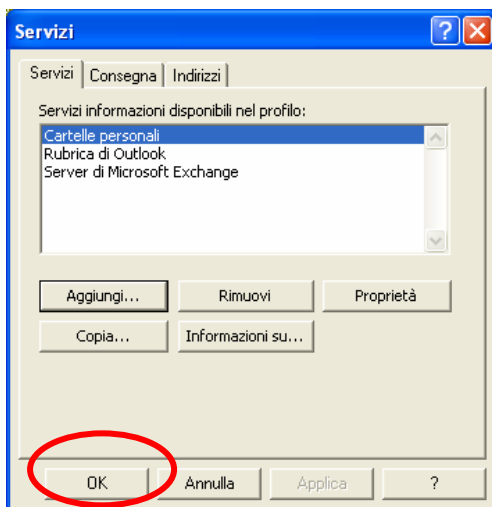 Servizi
Servizi Consegna Indirizzi
Servizi informazioni disponibili nel profilo:
Cartelle personali
Rubrica di Outlook
Server di Microsoft Exchange
Aggiungi... Rimuovi Proprietà
Copia... Informazioni su...
OK Annulla Applica ?